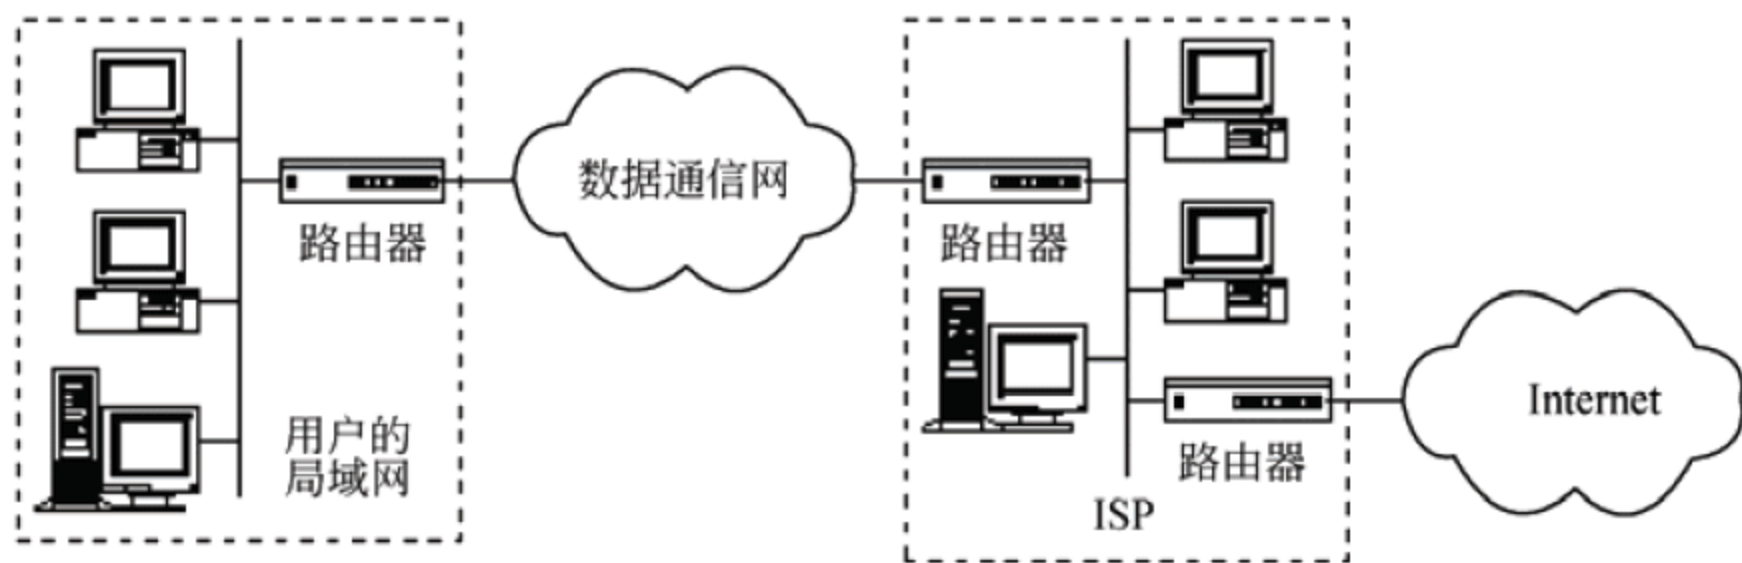 数据通信网
路由器
用户的
局域网
路由器
路由器
ISP
Internet